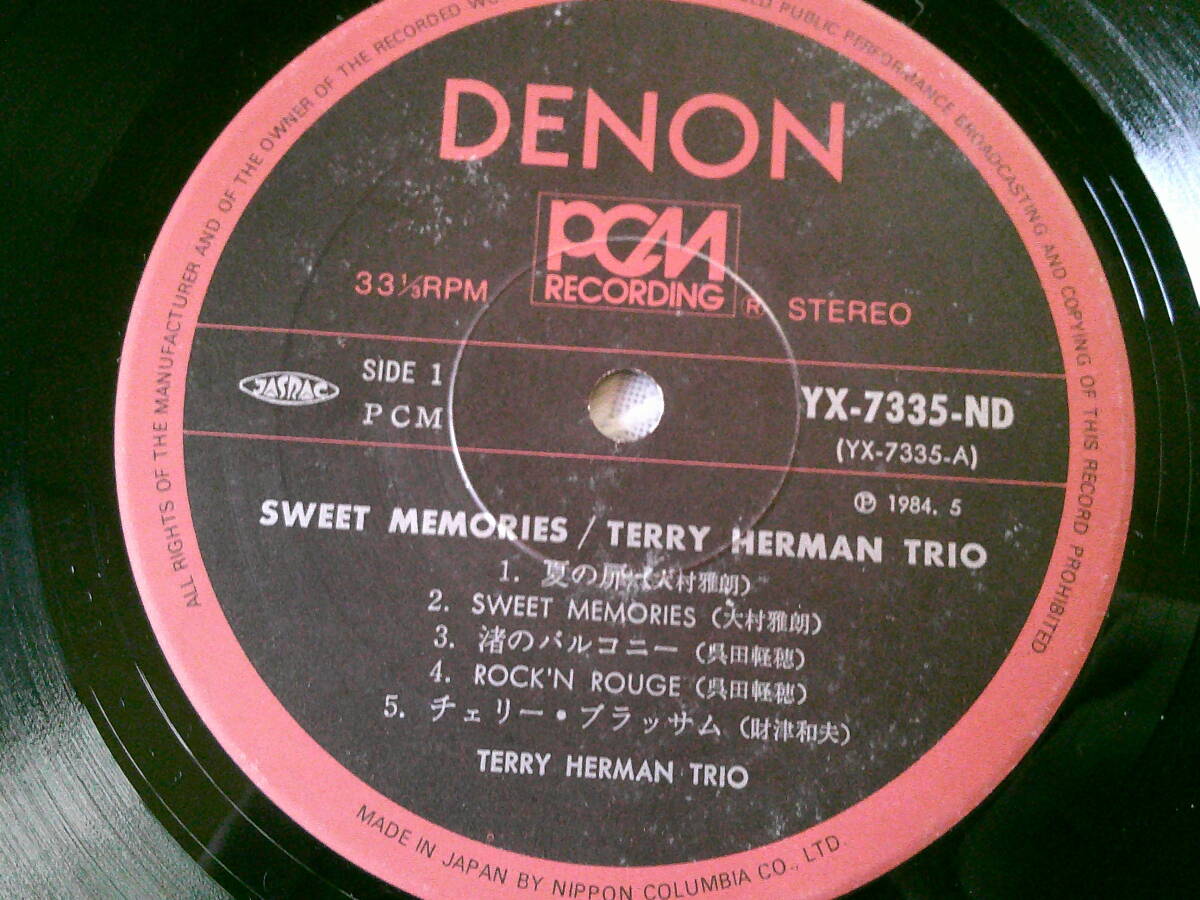 ALL RIGHTS OF THE MANUFACTURER AND OF THE OWNER OF THE RECORDED
PUBLIC PERFORMANCE BROADCASTING AND COPYING OF THIS RECORD PROHIBITED
DENON
PCM
RECORDING ®
33⅓RPM
STEREO
JASRAC
SIDE 1
PCM
YX-7335-ND
(YX-7335-A)
Ⓟ 1984. 5
SWEET MEMORIES / TERRY HERMAN TRIO
1. 夏の扉 (大村雅朗)
2. SWEET MEMORIES (大村雅朗)
3. 渚のバルコニー (呉田軽穂)
4. ROCK'N ROUGE (呉田軽穂)
5. チェリー・ブラッサム (財津和夫)
TERRY HERMAN TRIO
MADE IN JAPAN BY NIPPON COLUMBIA CO., LTD.